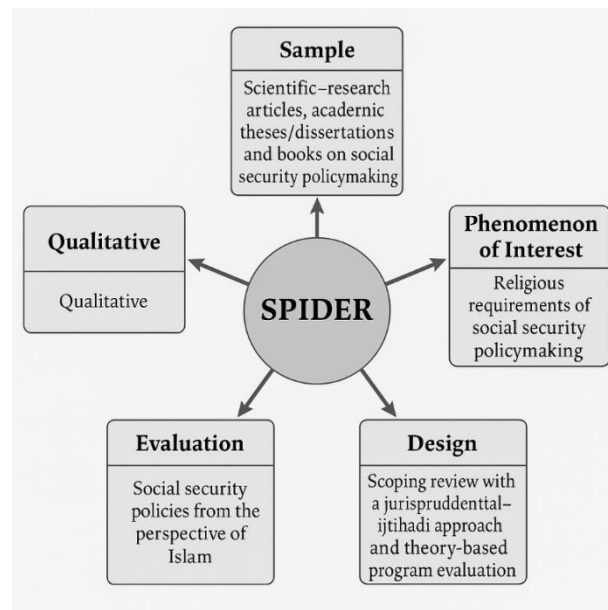 Sample
Scientific–research
articles, acadernic
theses/dissertations
and books on social
security policymaking
Qualitative
Qualitative
SPIDER
Phenomenon
of Interest
Religious
requirements of
social security
policymaking
Evaluation
Social security
policies from the
perspective of
Islam
Design
Scoping review with
a jurispruddenttial–
ijtihadi approach
and theory-based
program evaluation